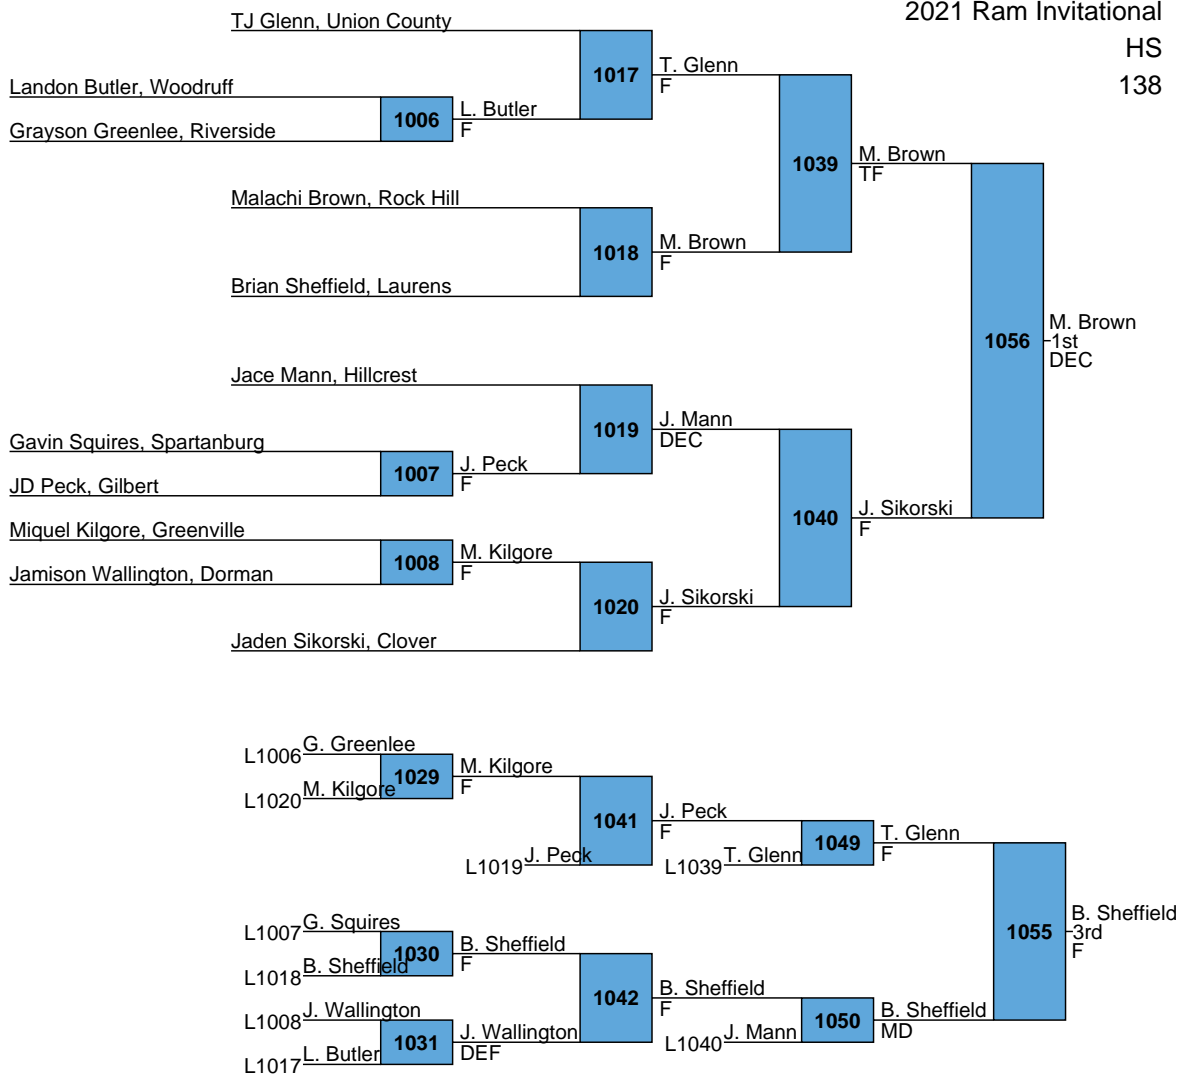 2021 Ram Invitational
HS
138
TJ Glenn, Union County
1017
T. Glenn
F
Landon Butler, Woodruff
1006
L. Butler
F
Grayson Greenlee, Riverside
1039
M. Brown
TF
Malachi Brown, Rock Hill
1018
M. Brown
F
Brian Sheffield, Laurens
1056
M. Brown
1st
DEC
Jace Mann, Hillcrest
1019
J. Mann
DEC
Gavin Squires, Spartanburg
1007
J. Peck
F
JD Peck, Gilbert
1040
J. Sikorski
F
Miquel Kilgore, Greenville
1008
M. Kilgore
F
Jamison Wallington, Dorman
1020
J. Sikorski
F
Jaden Sikorski, Clover
L1006 G. Greenlee
1029
M. Kilgore
F
L1020 M. Kilgore
1041
J. Peck
F
L1019 J. Peck
L1039 T. Glenn
1049
T. Glenn
F
L1007 G. Squires
1030
B. Sheffield
F
L1018 B. Sheffield
1055
B. Sheffield
3rd
F
1042
B. Sheffield
F
L1008 J. Wallington
1031
J. Wallington
DEF
L1017 L. Butler
L1040 J. Mann
1050
B. Sheffield
MD